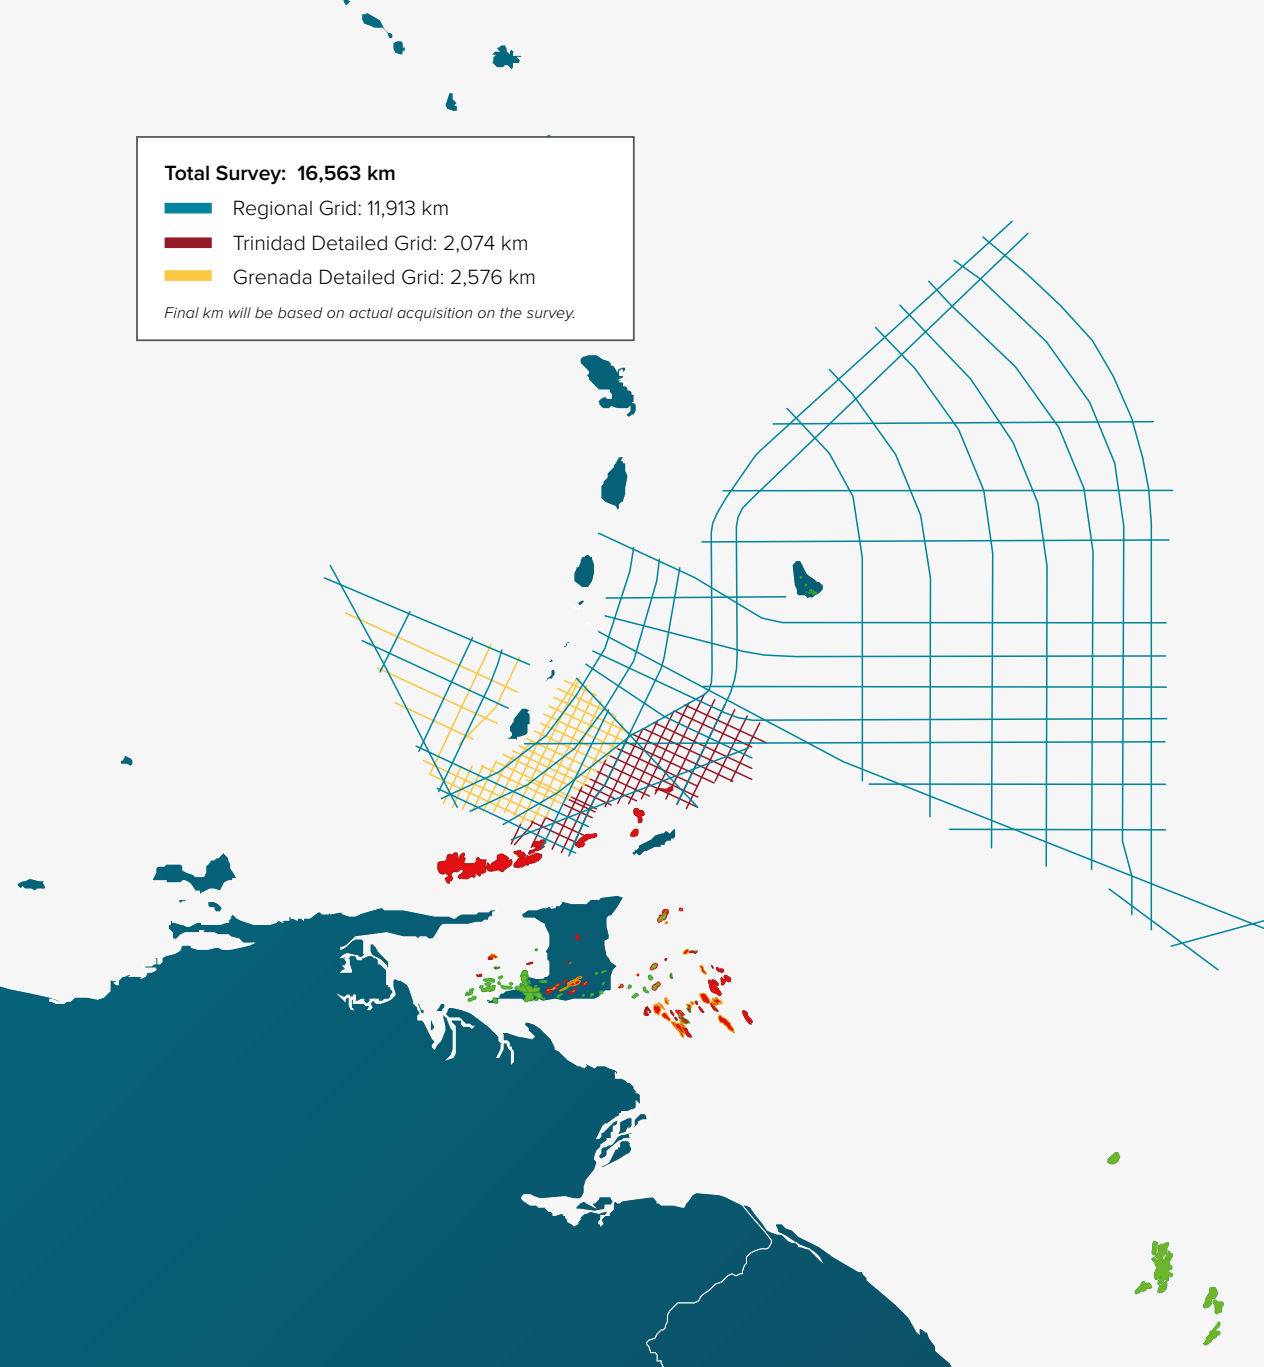 Total Survey: 16,563 km
Regional Grid: 11,913 km
Trinidad Detailed Grid: 2,074 km
Grenada Detailed Grid: 2,576 km
Final km will be based on actual acquisition on the survey.